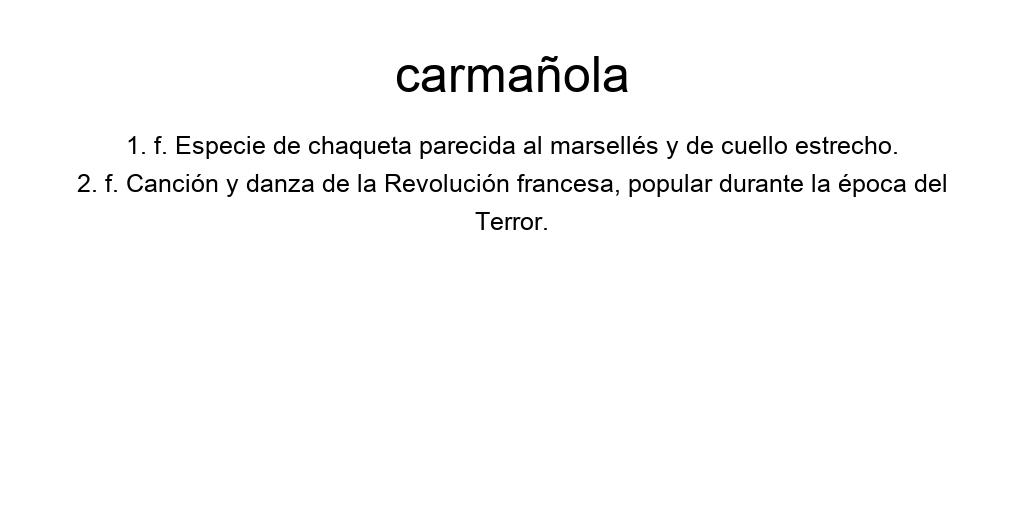 carmañola
1. f. Especie de chaqueta parecida al marsellés y de cuello estrecho.
2. f. Canción y danza de la Revolución francesa, popular durante la época del
Terror.